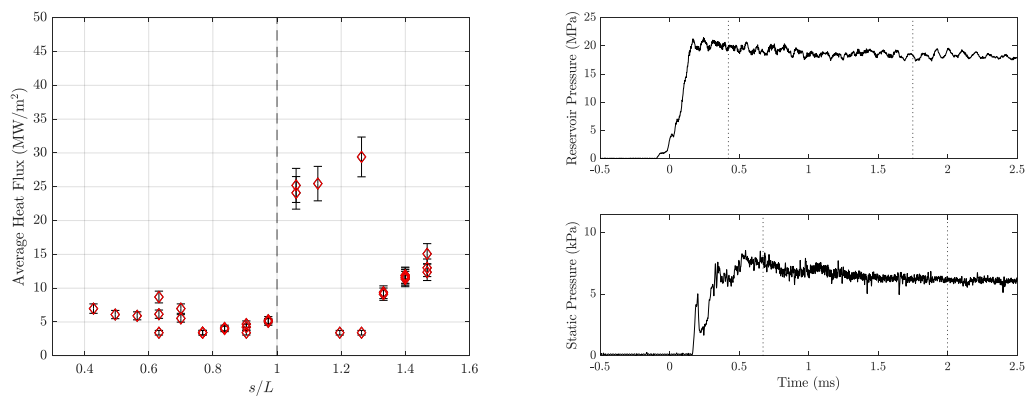 50
45
40
35
30
25
20
15
10
5
0
Average Heat Flux (MW/m²)
0.4 0.6 0.8 1 1.2 1.4 1.6
s/L
25
20
15
10
5
0
Reservoir Pressure (MPa)
-0.5 0 0.5 1 1.5 2 2.5
10
5
0
Static Pressure (kPa)
-0.5 0 0.5 1 1.5 2 2.5
Time (ms)